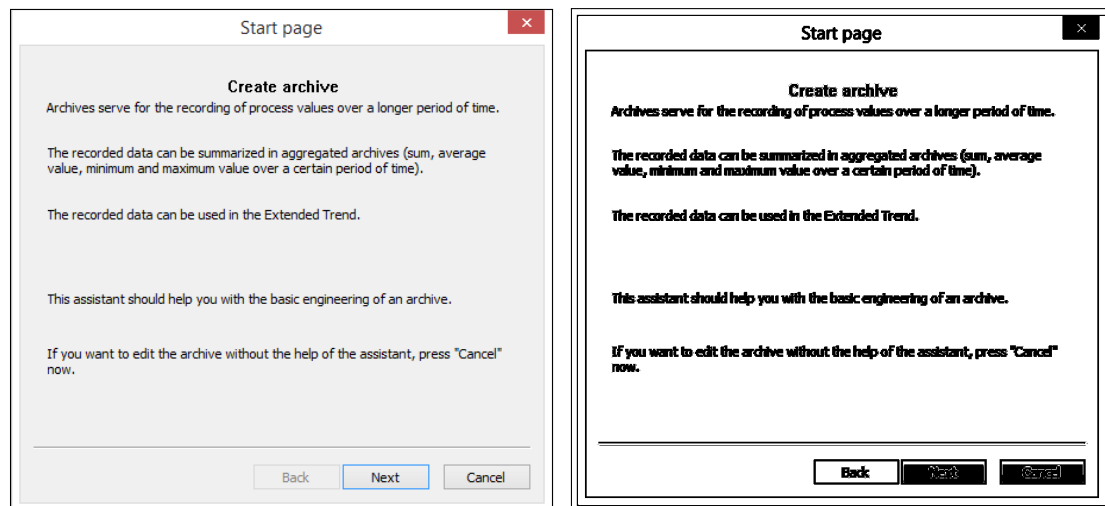 Start page
Create archive
Archives serve for the recording of process values over a longer period of time.
The recorded data can be summarized in aggregated archives (sum, average
value, minimum and maximum value over a certain period of time).
The recorded data can be used in the Extended Trend.
This assistant should help you with the basic engineering of an archive.
If you want to edit the archive without the help of the assistant, press "Cancel"
now.
Back Next Cancel
Start page
Create archive
Archives serve for the recording of process values over a longer period of time.
The recorded data can be summarized in aggregated archives (sum, average
value, minimum and maximum value over a certain period of time).
The recorded data can be used in the Extended Trend.
This assistant should help you with the basic engineering of an archive.
If you want to edit the archive without the help of the assistant, press "Cancel"
now.
Back Next Cancel